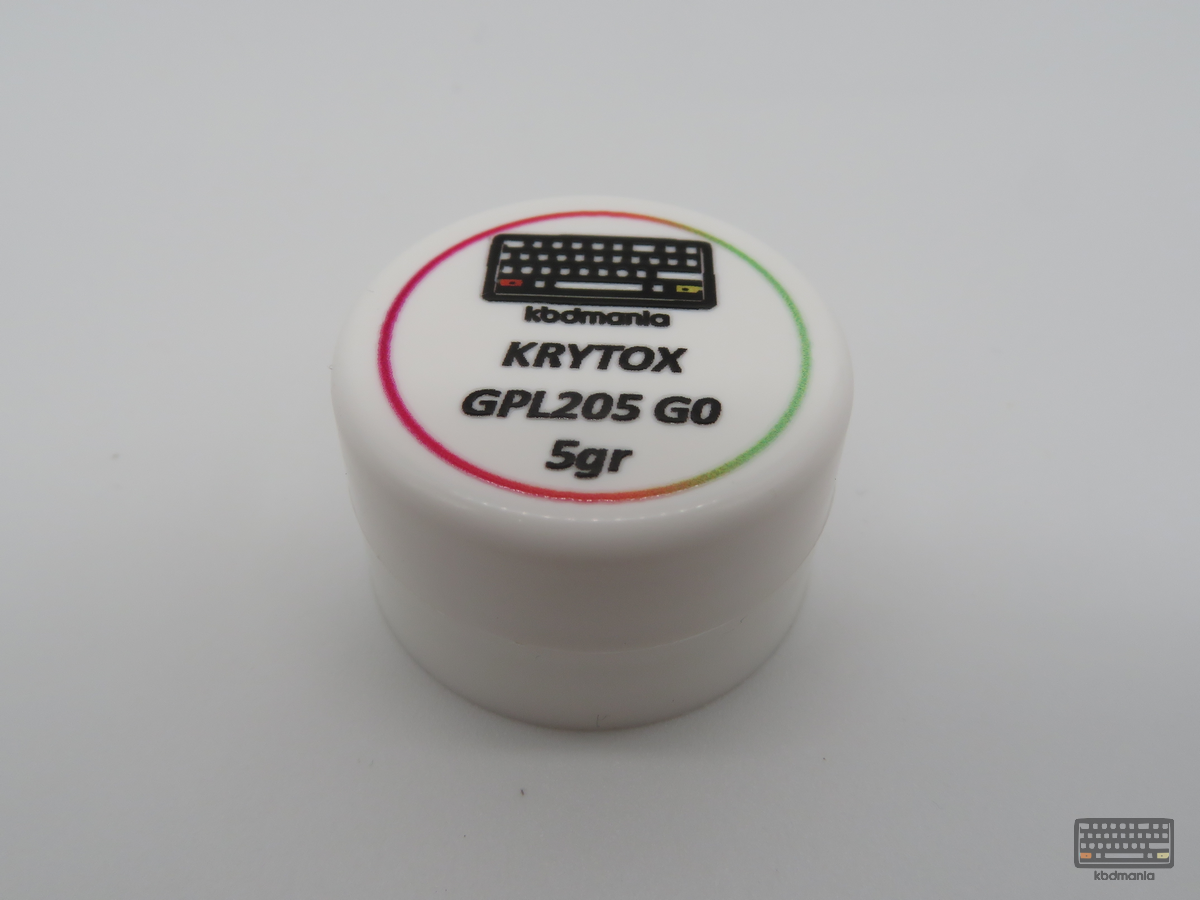 kbdmania
KRYTOX
GPL205 G0
5gr
kbdmania